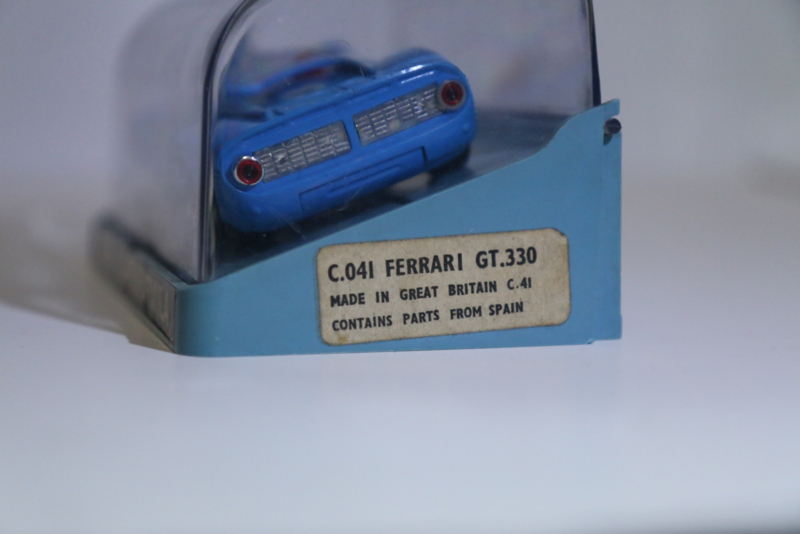 C.041 FERRARI GT.330
MADE IN GREAT BRITAIN C.41
CONTAINS PARTS FROM SPAIN